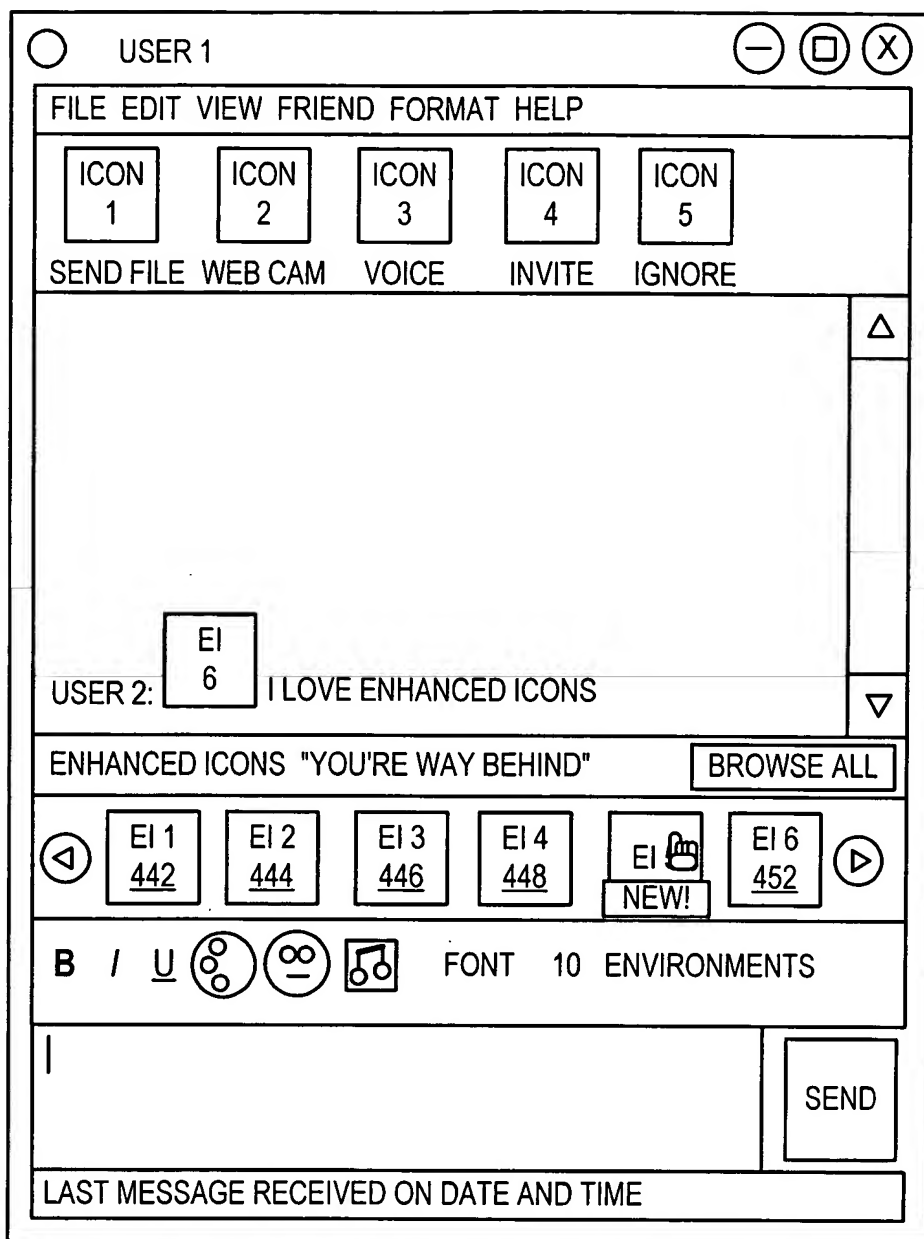 USER 1
X
FILE EDIT VIEW FRIEND FORMAT HELP
ICON 1 ICON 2 ICON 3 ICON 4 ICON 5
SEND FILE WEB CAM VOICE INVITE IGNORE
EI 6
USER 2: I LOVE ENHANCED ICONS
ENHANCED ICONS "YOU'RE WAY BEHIND" BROWSE ALL
EI 1 EI 2 EI 3 EI 4 EI EI 6
442 444 446 448 NEW! 452
B I U FONT 10 ENVIRONMENTS
SEND
LAST MESSAGE RECEIVED ON DATE AND TIME